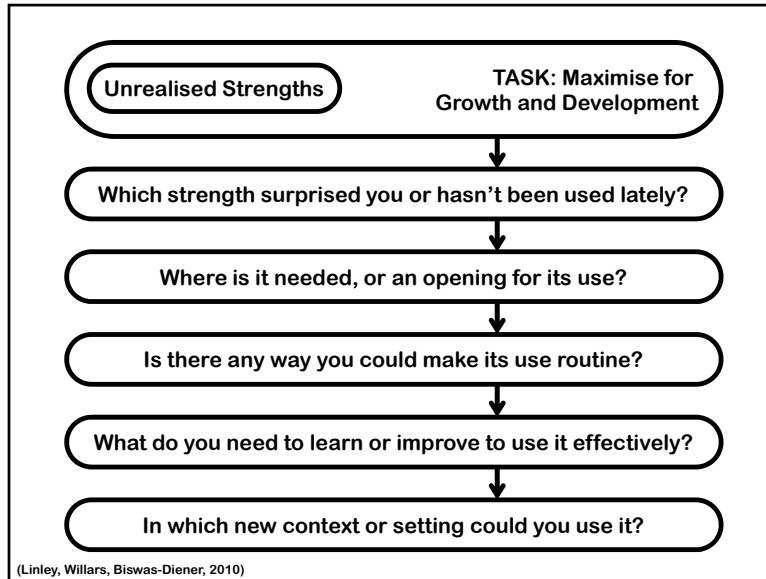 Unrealised Strengths
TASK: Maximise for
Growth and Development
Which strength surprised you or hasn’t been used lately?
Where is it needed, or an opening for its use?
Is there any way you could make its use routine?
What do you need to learn or improve to use it effectively?
In which new context or setting could you use it?
(Linley, Willars, Biswas-Diener, 2010)